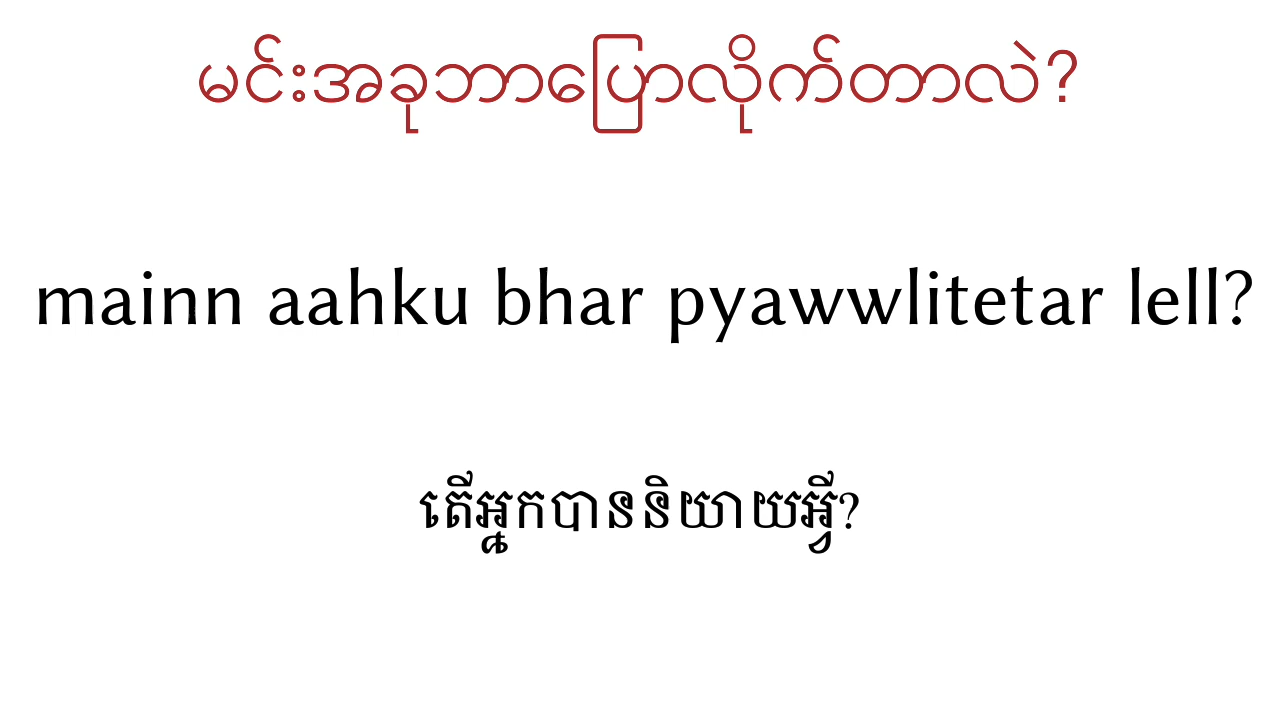 မင်းအခုဘာပြောလိုက်တာလဲ?
mainn aahku bhar pyawwlitetar lell?
តើអ្នកបាននិយាយអ្វី?